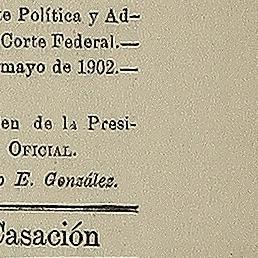 te Política y Ad-
Corte Federal.—
mayo de 1902.—
en de la Presi-
OFICIAL.
o E. González.
Casación